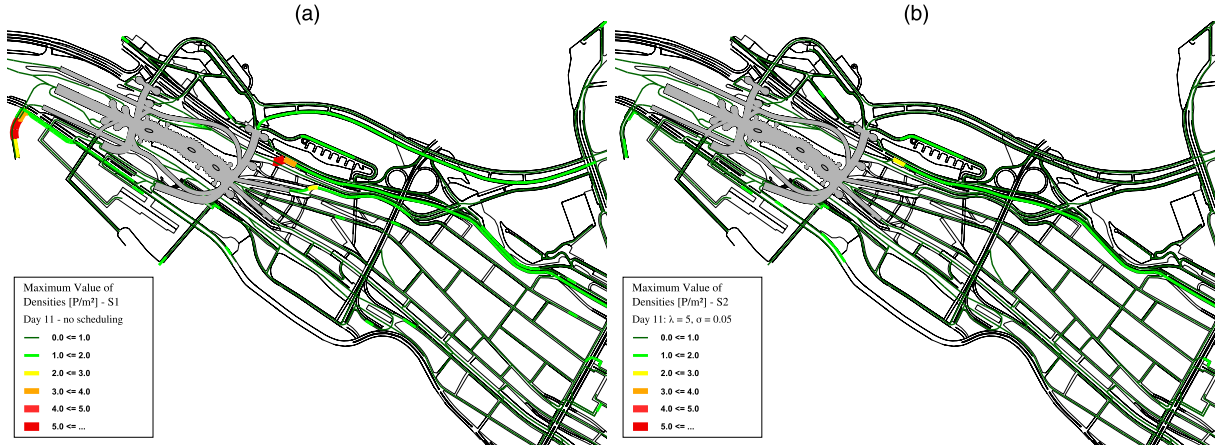 (a)
Maximum Value of
Densities [P/m²] - S1
Day 11 - no scheduling
0.0 <= 1.0
1.0 <= 2.0
2.0 <= 3.0
3.0 <= 4.0
4.0 <= 5.0
5.0 <= ...
(b)
Maximum Value of
Densities [P/m²] - S2
Day 11: λ = 5, σ = 0.05
0.0 <= 1.0
1.0 <= 2.0
2.0 <= 3.0
3.0 <= 4.0
4.0 <= 5.0
5.0 <= ...